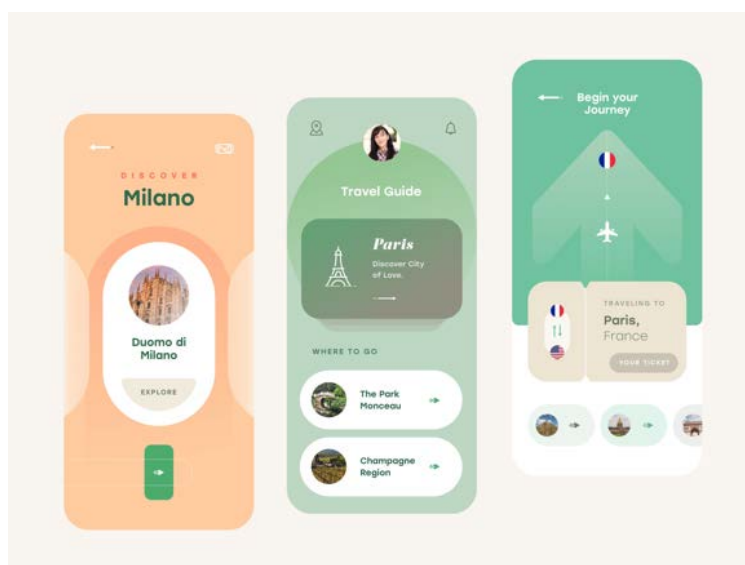 DISCOVER
Milano
Duomo di
Milano
EXPLORE
Travel Guide
Paris
Discover City
of Love.
WHERE TO GO
The Park
Monceau
Champagne
Region
Begin your
Journey
TRAVELING TO
Paris,
France
YOUR TICKET